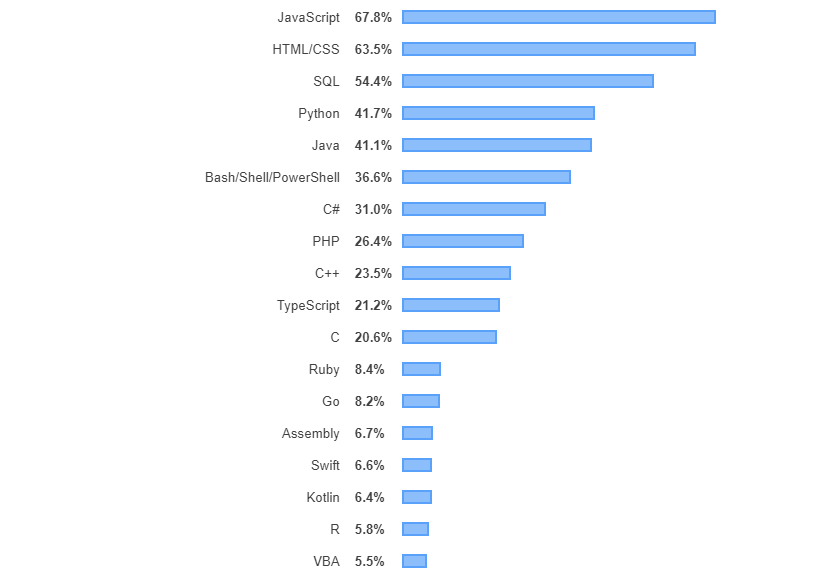 JavaScript 67.8%
HTML/CSS 63.5%
SQL 54.4%
Python 41.7%
Java 41.1%
Bash/Shell/PowerShell 36.6%
C# 31.0%
PHP 26.4%
C++ 23.5%
TypeScript 21.2%
C 20.6%
Ruby 8.4%
Go 8.2%
Assembly 6.7%
Swift 6.6%
Kotlin 6.4%
R 5.8%
VBA 5.5%